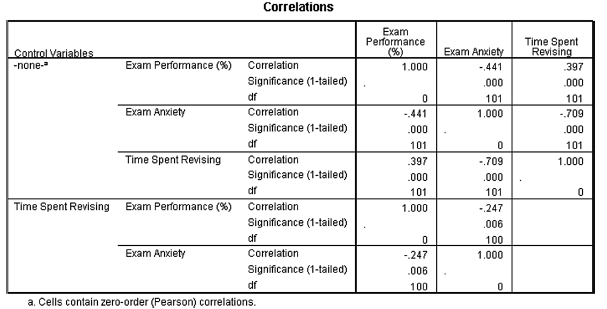 Correlations
Control Variables Exam Performance (%) Exam Anxiety Time Spent Revising
-none-a Exam Performance (%) Correlation 1.000 -.441 .397
Significance (1-tailed) . .000 .000
df 0 101 101
Exam Anxiety Correlation -.441 1.000 -.709
Significance (1-tailed) .000 . .000
df 101 0 101
Time Spent Revising Correlation .397 -.709 1.000
Significance (1-tailed) .000 .000 .
df 101 101 0
Time Spent Revising Exam Performance (%) Correlation 1.000 -.247
Significance (1-tailed) . .006
df 0 100
Exam Anxiety Correlation -.247 1.000
Significance (1-tailed) .006 .
df 100 0
a. Cells contain zero-order (Pearson) correlations.